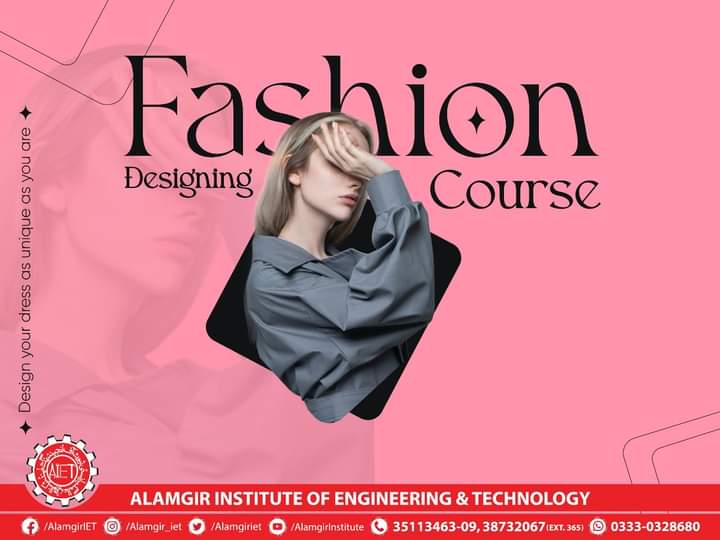 Fashion
Designing Course
✦ Design your dress as unique as you are ✦
AIET
ALAMGIR INSTITUTE OF ENGINEERING & TECHNOLOGY
/AlamgirIET /Alamgir_iet /Alamgiriet /AlamgirInstitute 35113463-09, 38732067 (EXT. 365) 0333-0328680